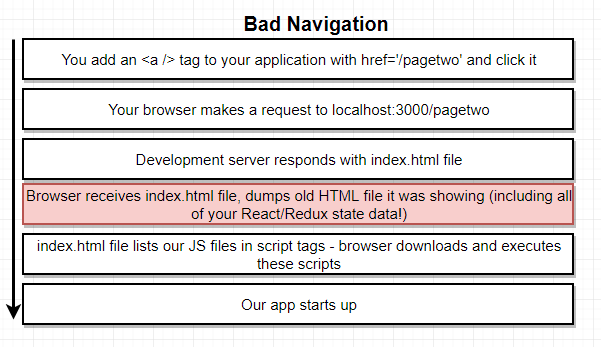 Bad Navigation
You add an <a /> tag to your application with href='/pagetwo' and click it
Your browser makes a request to localhost:3000/pagetwo
Development server responds with index.html file
Browser receives index.html file, dumps old HTML file it was showing (including all
of your React/Redux state data!)
index.html file lists our JS files in script tags - browser downloads and executes
these scripts
Our app starts up